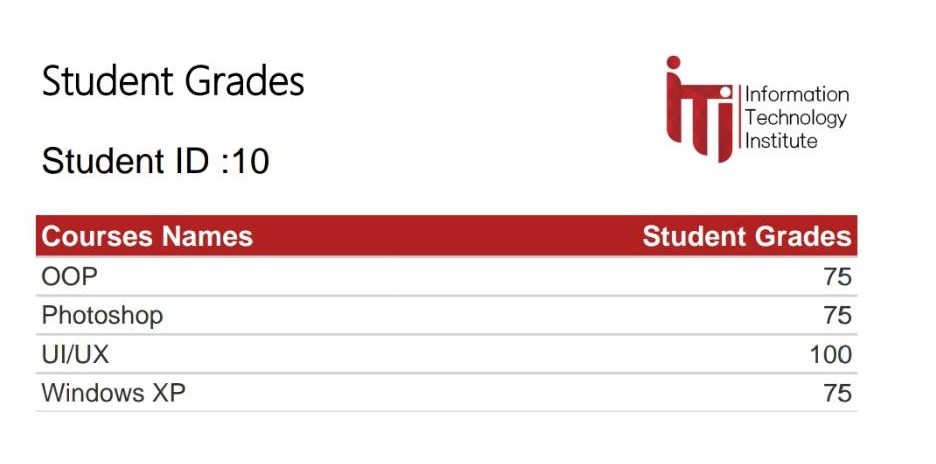 Student Grades
iTi Information
Technology
Institute
Student ID :10
Courses Names Student Grades
OOP 75
Photoshop 75
UI/UX 100
Windows XP 75